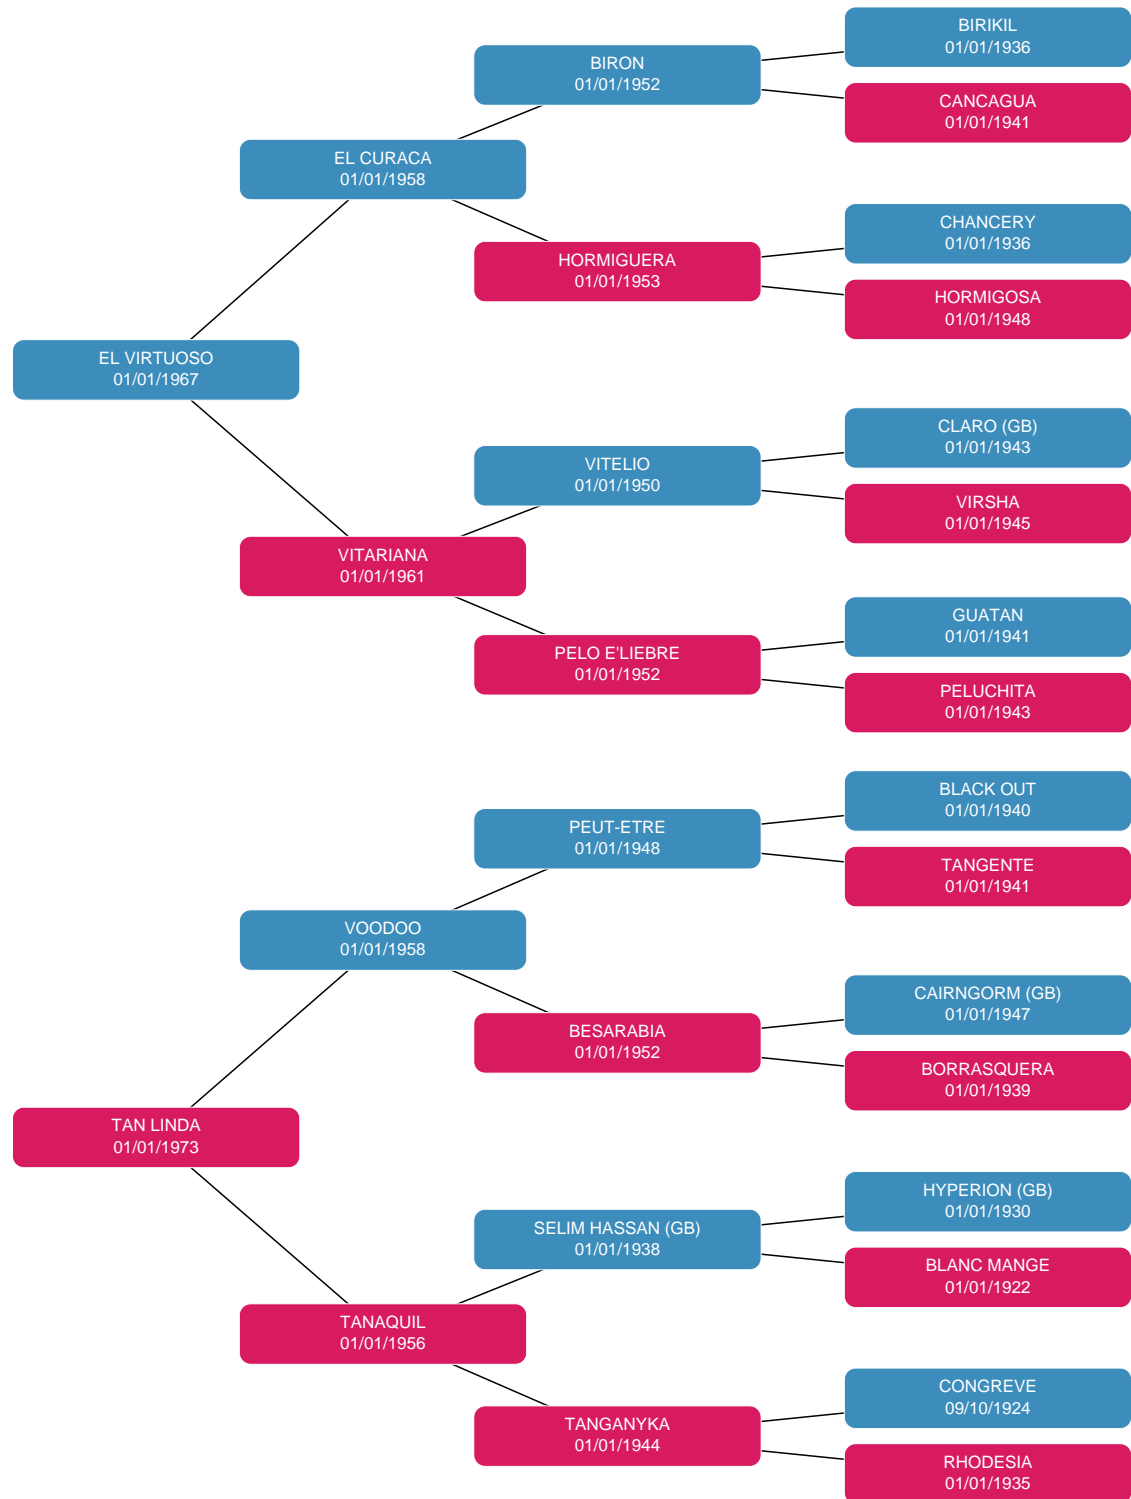 BIRIKIL
01/01/1936
BIRON
01/01/1952
CANCAGUA
01/01/1941
EL CURACA
01/01/1958
CHANCERY
01/01/1936
HORMIGUERA
01/01/1953
HORMIGOSA
01/01/1948
EL VIRTUOSO
01/01/1967
CLARO (GB)
01/01/1943
VITELIO
01/01/1950
VIRSHA
01/01/1945
VITARIANA
01/01/1961
GUATAN
01/01/1941
PELO E'LIEBRE
01/01/1952
PELUCHITA
01/01/1943
BLACK OUT
01/01/1940
PEUT-ETRE
01/01/1948
TANGENTE
01/01/1941
VOODOO
01/01/1958
CAIRNGORM (GB)
01/01/1947
BESARABIA
01/01/1952
BORRASQUERA
01/01/1939
TAN LINDA
01/01/1973
HYPERION (GB)
01/01/1930
SELIM HASSAN (GB)
01/01/1938
BLANC MANGE
01/01/1922
TANAQUIL
01/01/1956
CONGREVE
09/10/1924
TANGANYKA
01/01/1944
RHODESIA
01/01/1935